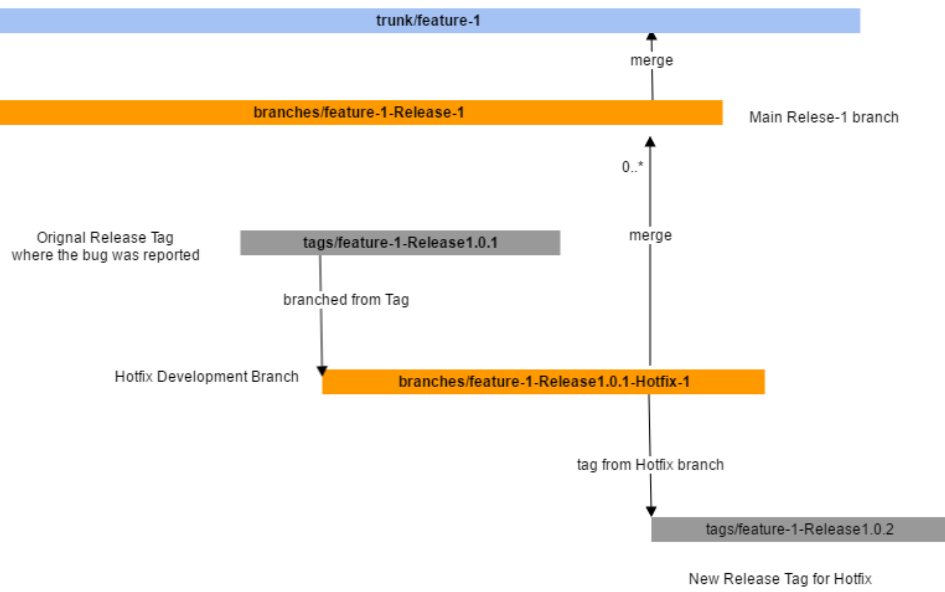 trunk/feature-1
merge
branches/feature-1-Release-1
Main Relese-1 branch
0..*
Orignal Release Tag
where the bug was reported
tags/feature-1-Release1.0.1
merge
branched from Tag
Hotfix Development Branch
branches/feature-1-Release1.0.1-Hotfix-1
tag from Hotfix branch
tags/feature-1-Release1.0.2
New Release Tag for Hotfix